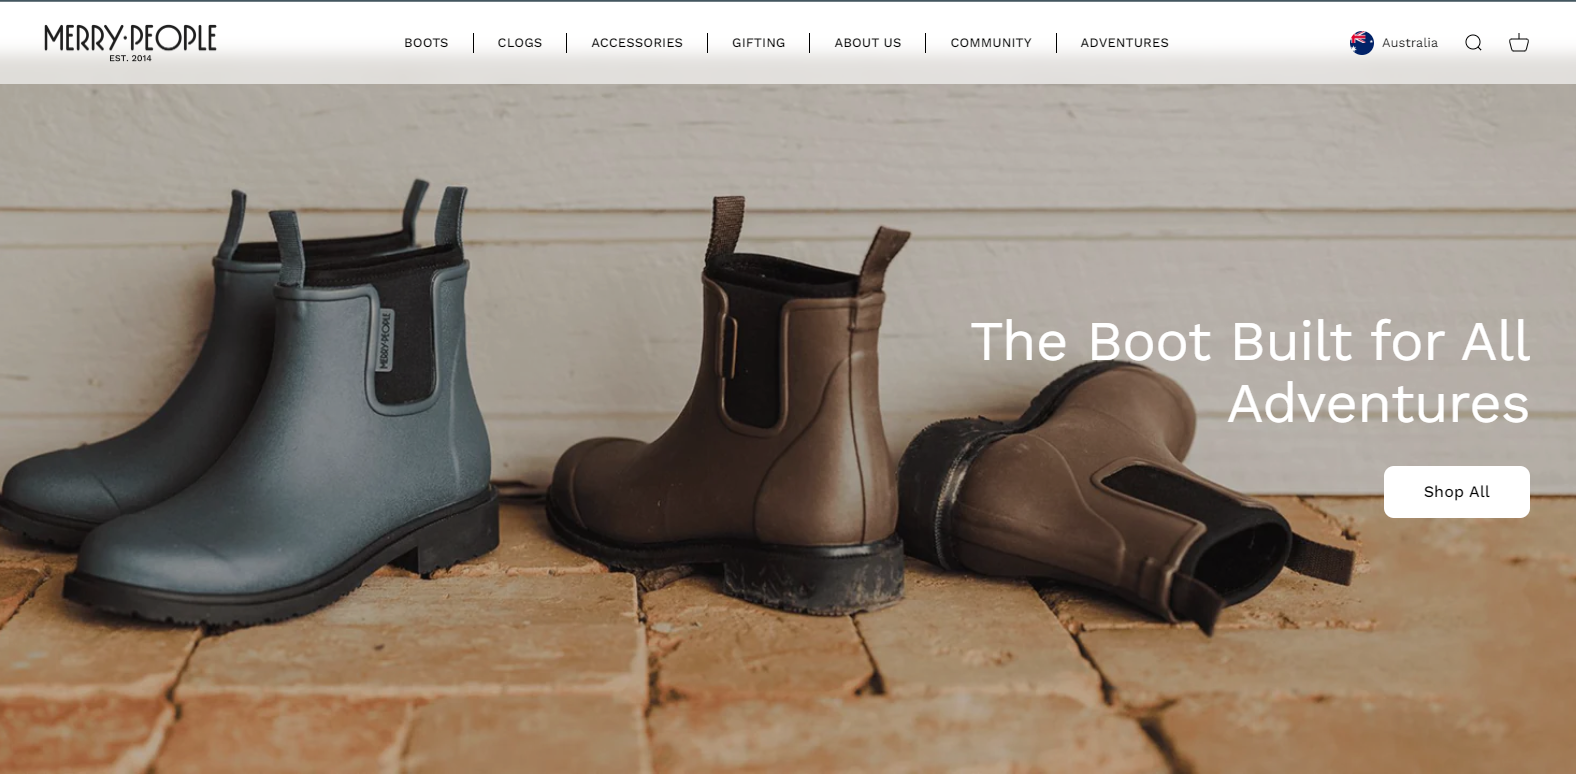 MERRY·PEOPLE
EST. 2014
BOOTS
CLOGS
ACCESSORIES
GIFTING
ABOUT US
COMMUNITY
ADVENTURES
Australia
MERRY·PEOPLE
The Boot Built for All
Adventures
Shop All